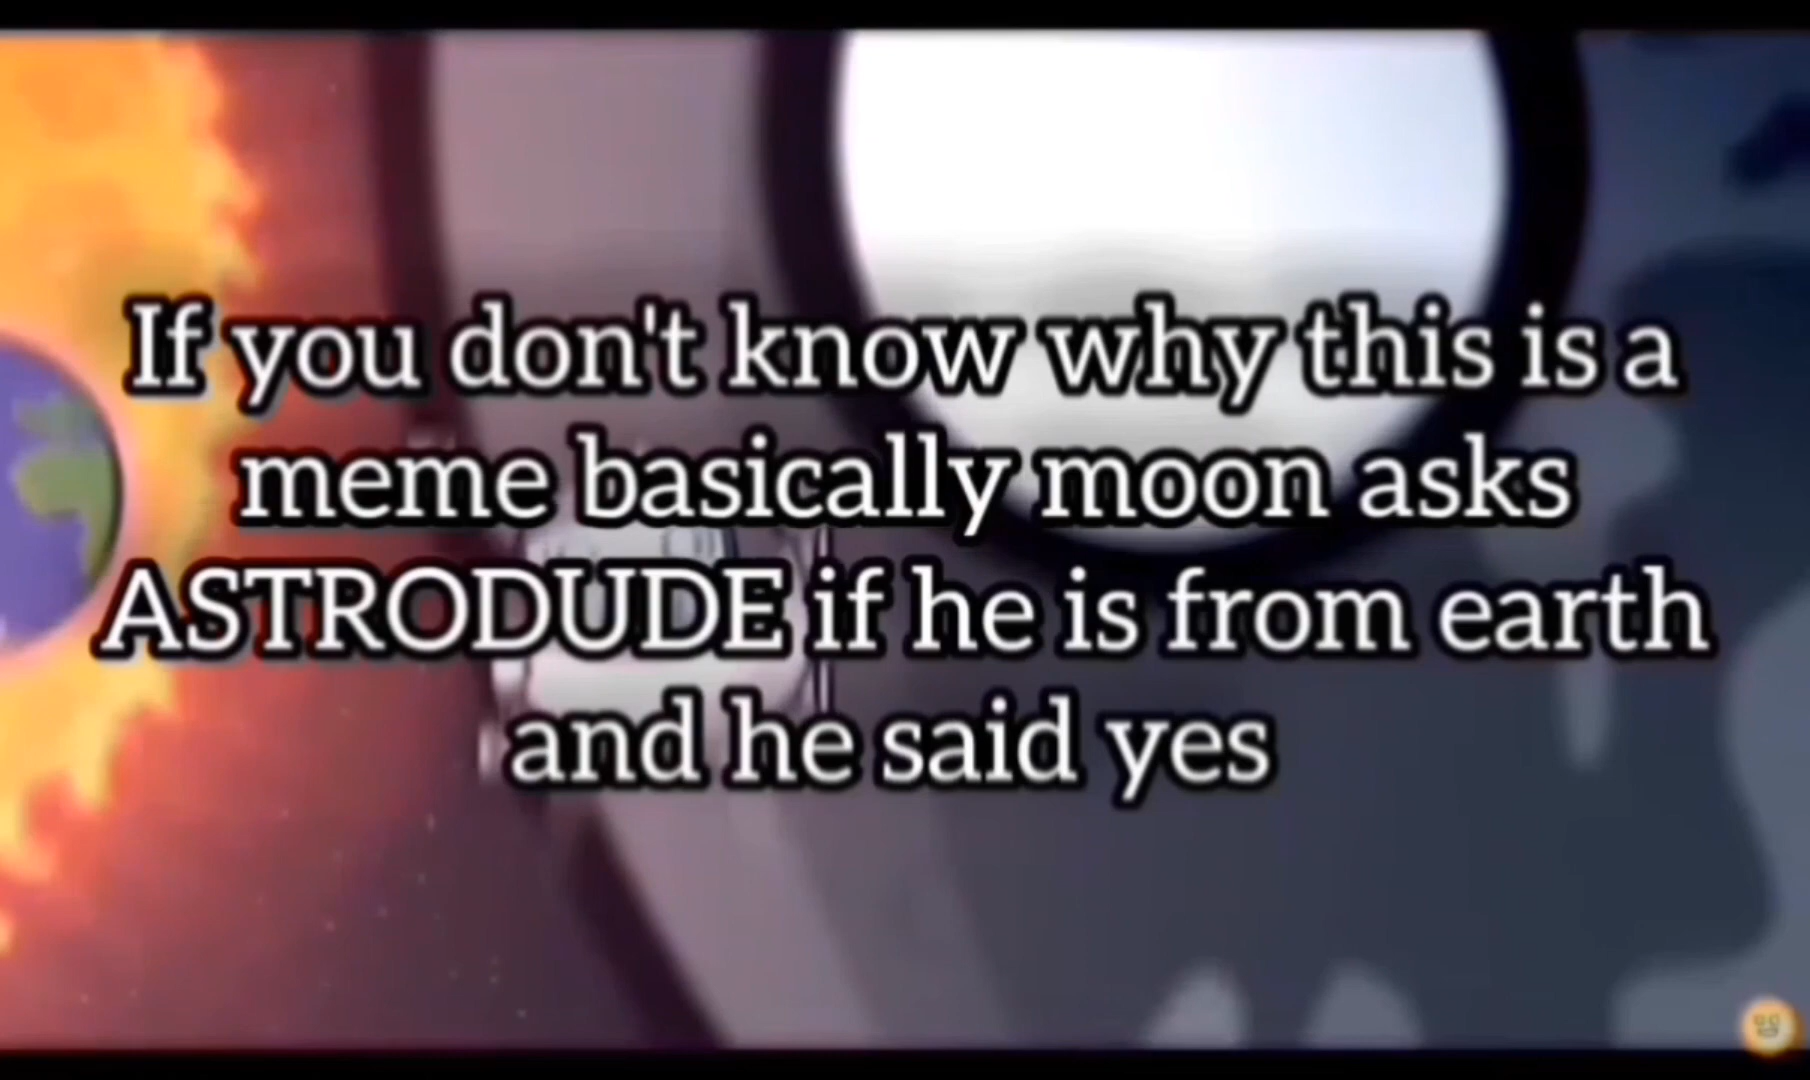 If you don't know why this is a
meme basically moon asks
ASTRODUDE if he is from earth
and he said yes